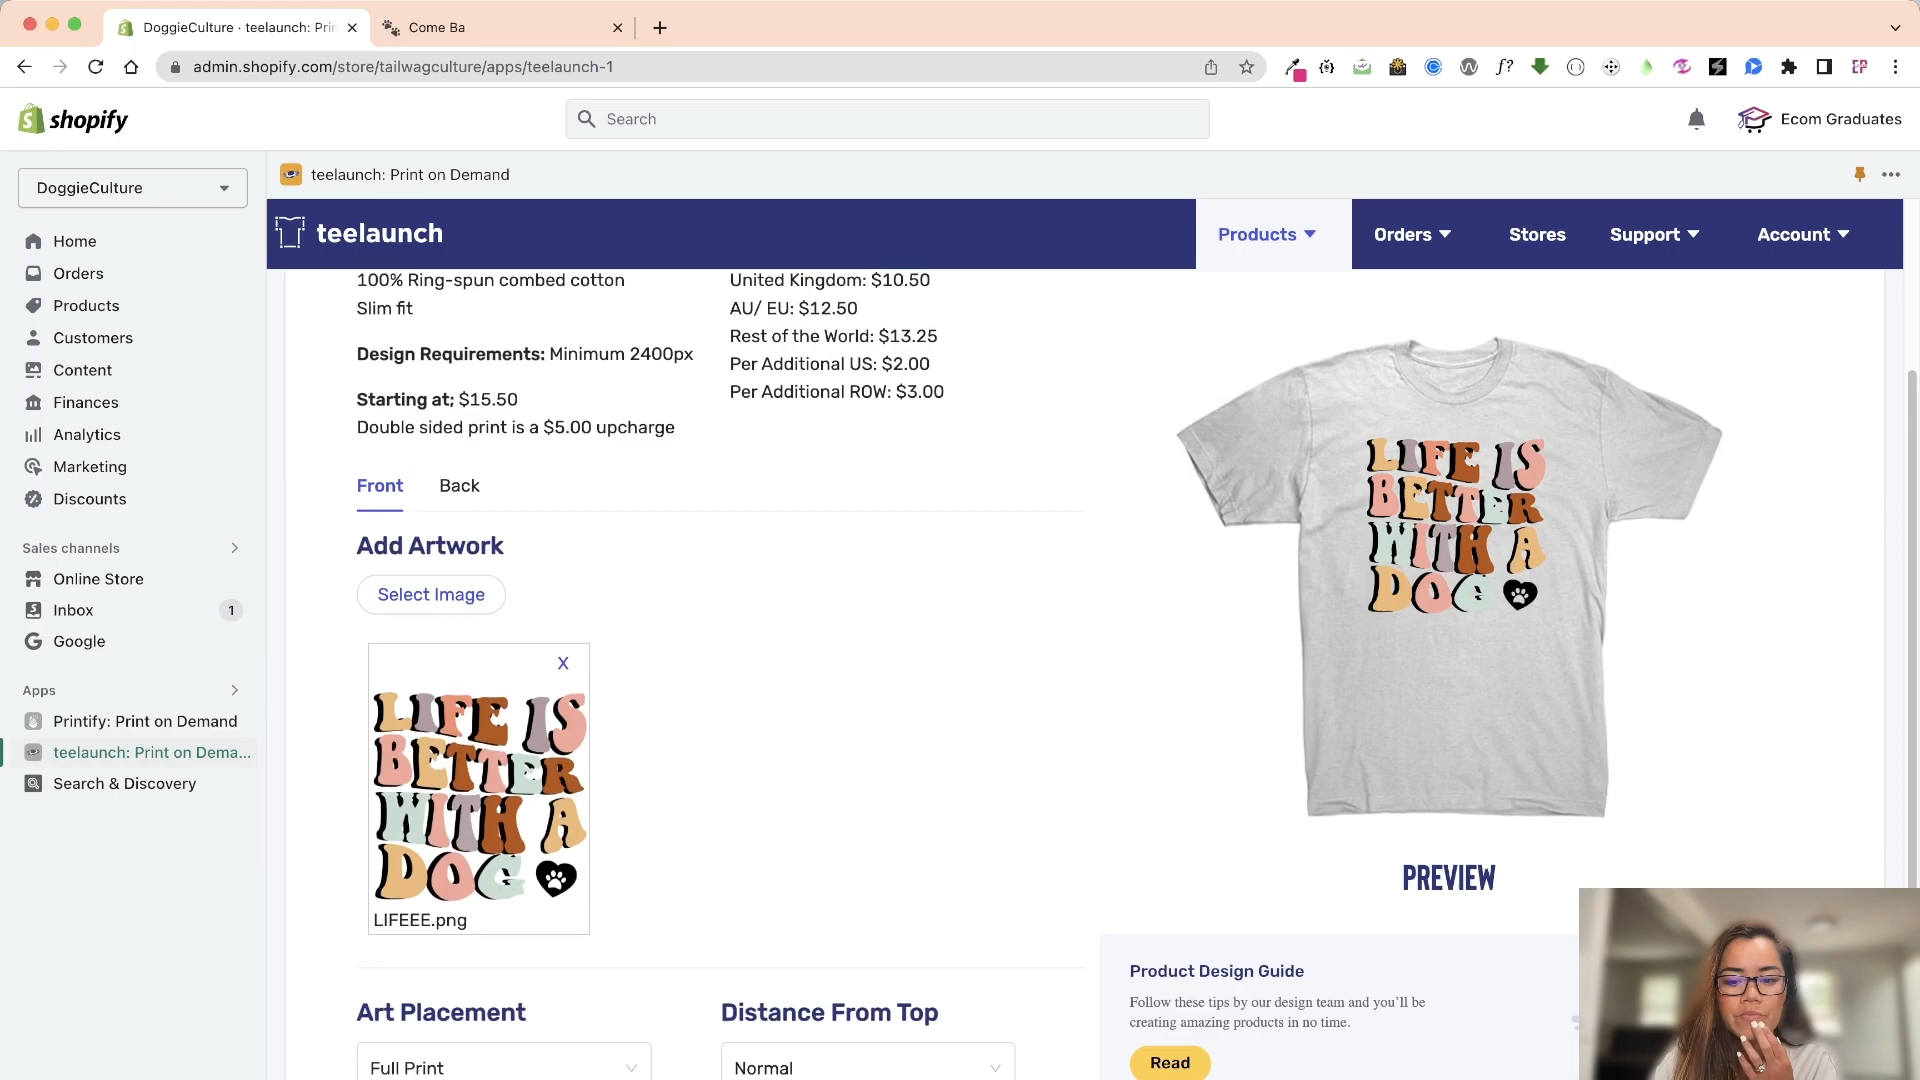 DoggieCulture · teelaunch: Prin
Come Ba
admin.shopify.com/store/tailwagculture/apps/teelaunch-1
shopify
Search
Ecom Graduates
DoggieCulture
teelaunch: Print on Demand
teelaunch
Products
Orders
Stores
Support
Account
Home
Orders
Products
Customers
Content
Finances
Analytics
Marketing
Discounts
Sales channels
Online Store
Inbox
1
Google
Apps
Printify: Print on Demand
teelaunch: Print on Dema...
Search & Discovery
100% Ring-spun combed cotton
Slim fit
Design Requirements: Minimum 2400px
Starting at; $15.50
Double sided print is a $5.00 upcharge
United Kingdom: $10.50
AU/ EU: $12.50
Rest of the World: $13.25
Per Additional US: $2.00
Per Additional ROW: $3.00
Front
Back
Add Artwork
Select Image
X
LIFE IS
BETTER
WITH A
DOG
LIFEEE.png
Art Placement
Full Print
Distance From Top
Normal
LIFE IS
BETTER
WITH A
DOG
PREVIEW
Product Design Guide
Follow these tips by our design team and you'll be
creating amazing products in no time.
Read